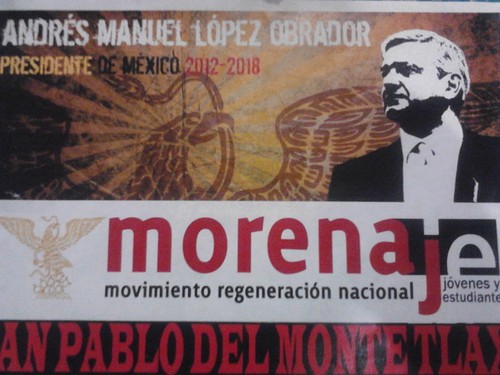 ANDRÉS MANUEL LÓPEZ OBRADOR
PRESIDENTE DE MÉXICO 2012-2018
morena je
movimiento regeneración nacional
jóvenes y
estudiante
AN PABLO DEL MONTE TLAX